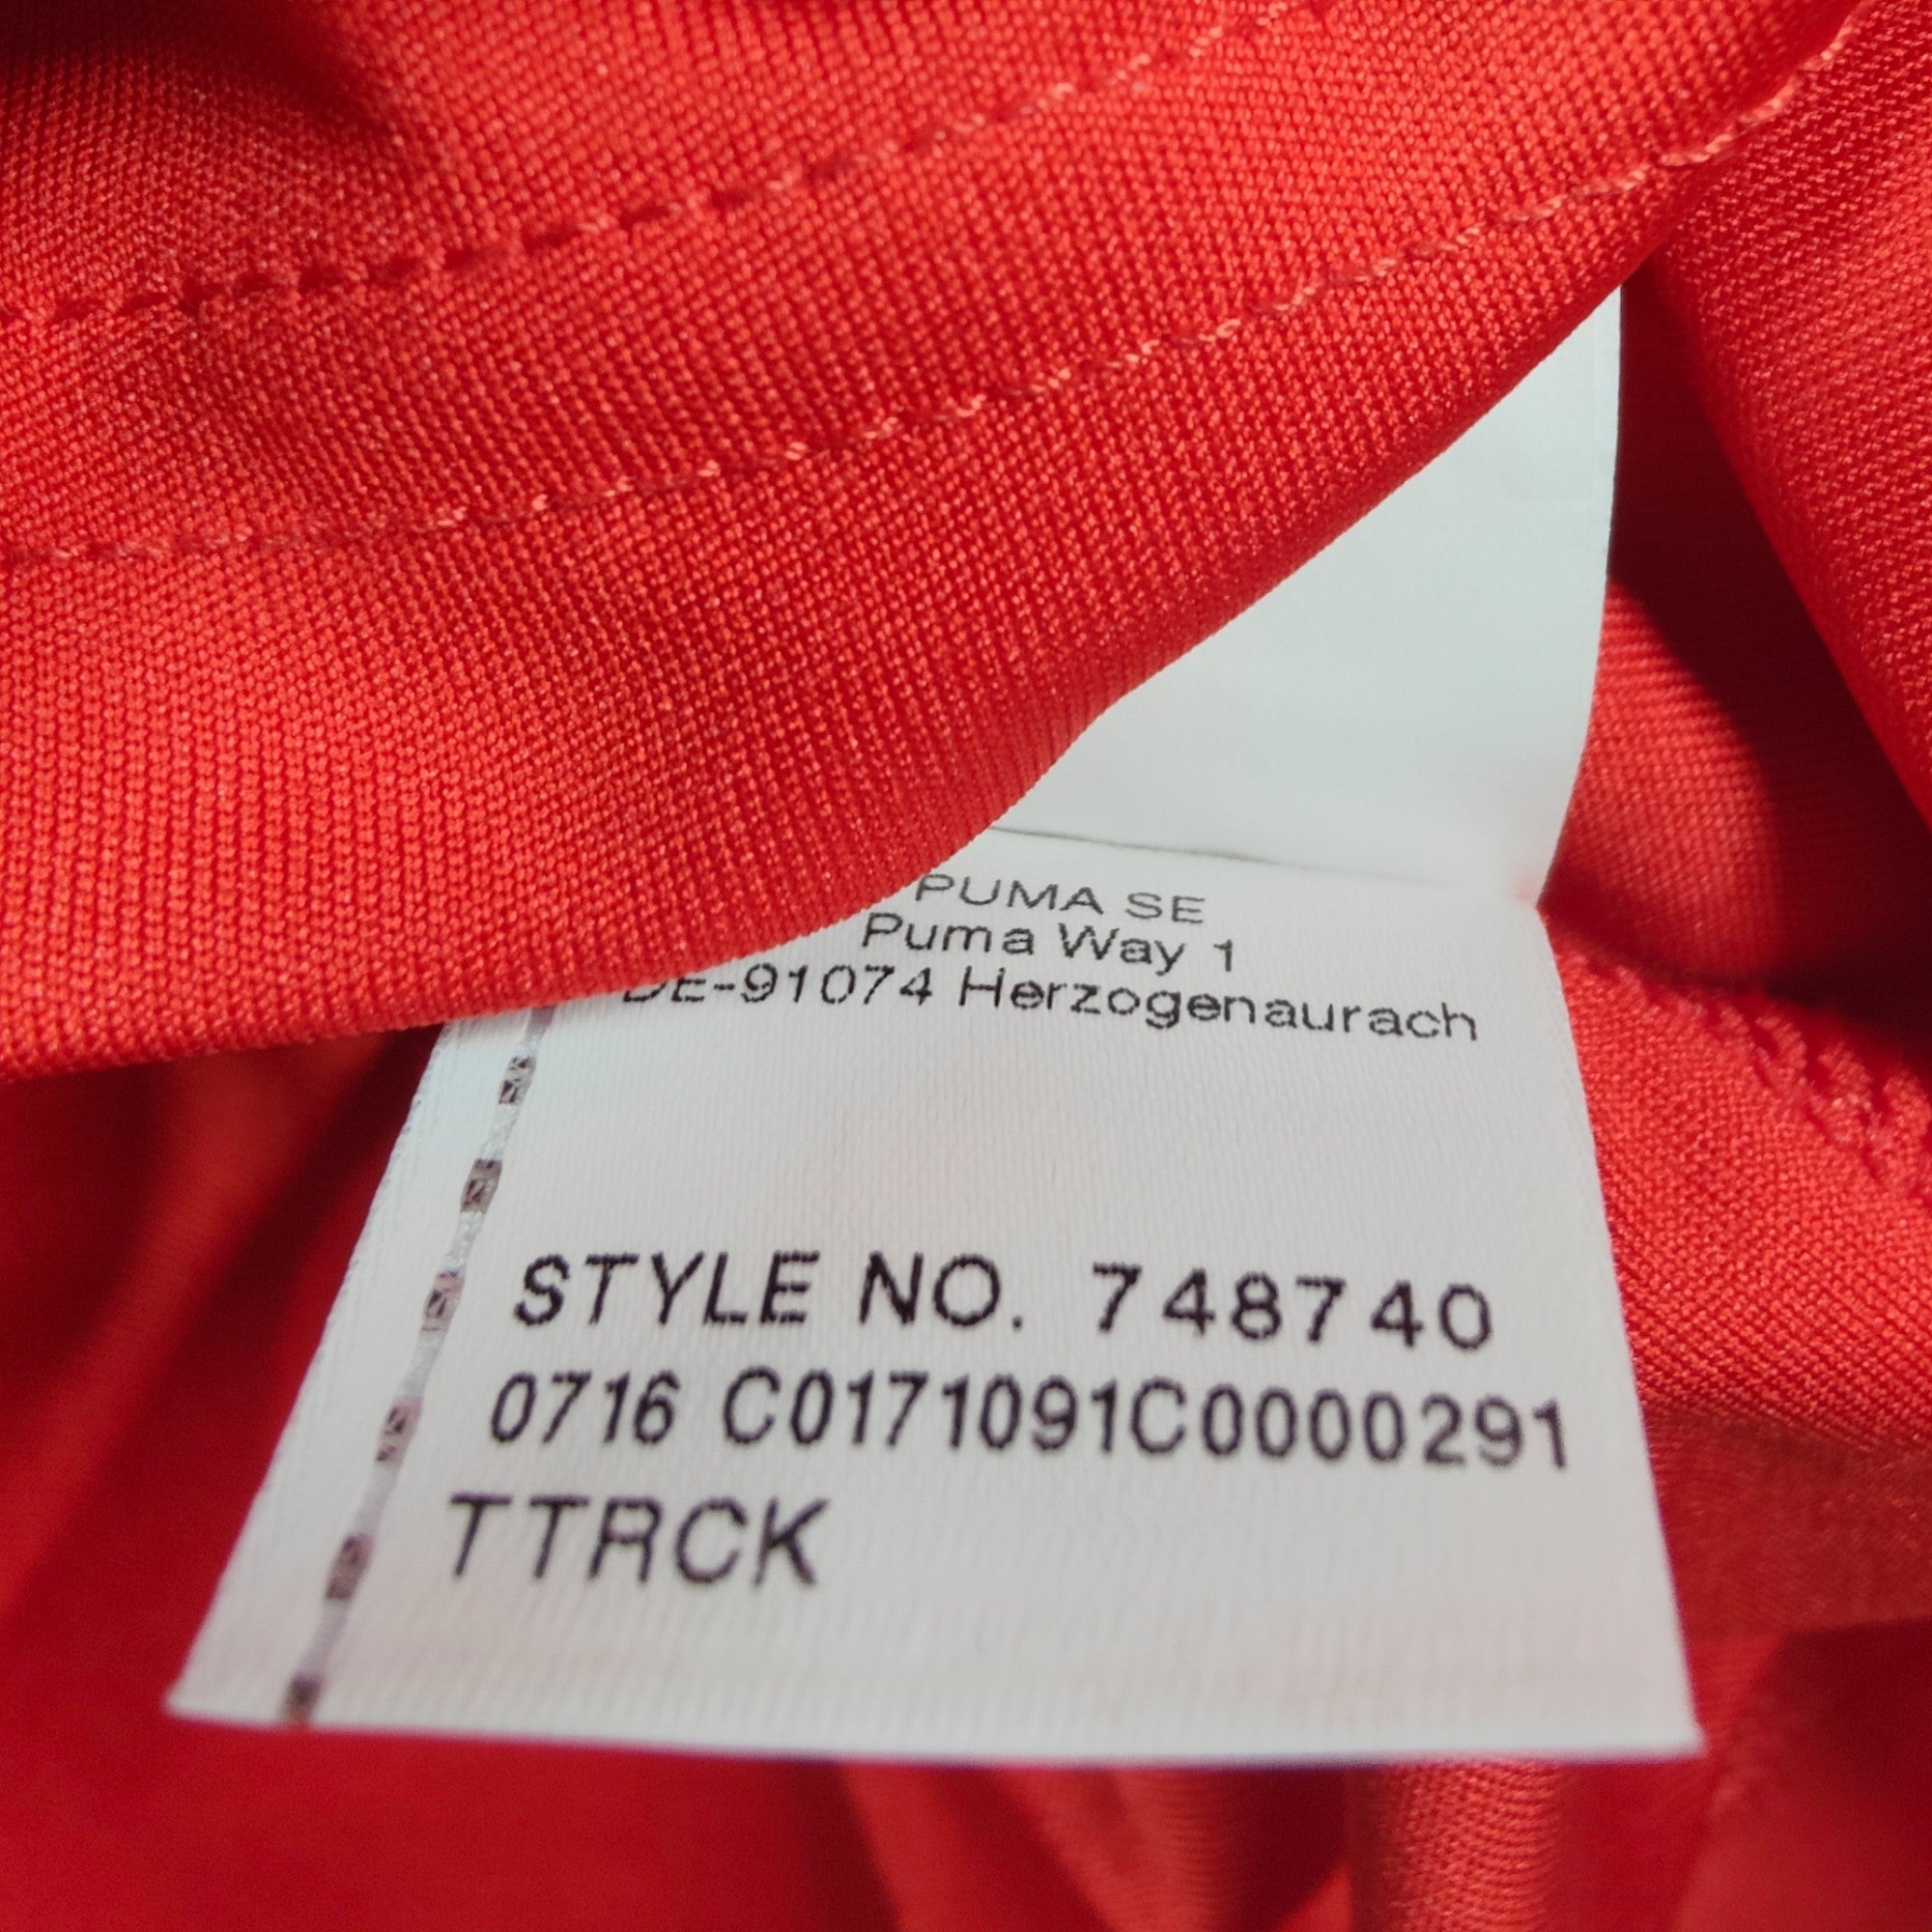 PUMA SE
Puma Way 1
DE-91074 Herzogenaurach
STYLE NO. 748740
0716 C0171091C0000291
TTRCK